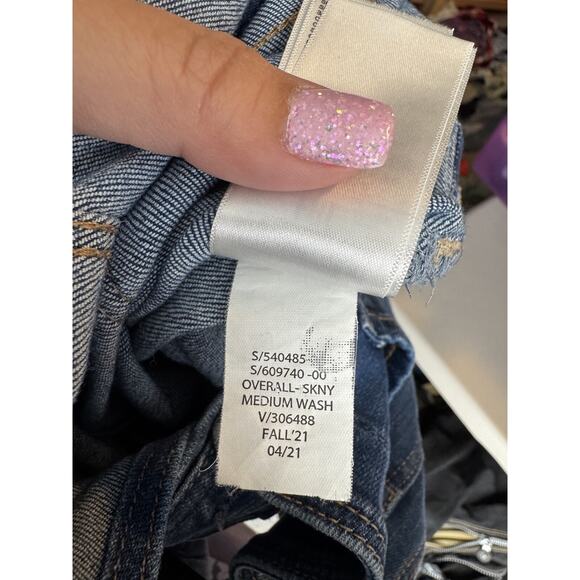 S/540485
S/609740 -00
OVERALL- SKNY
MEDIUM WASH
V/306488
FALL'21
04/21